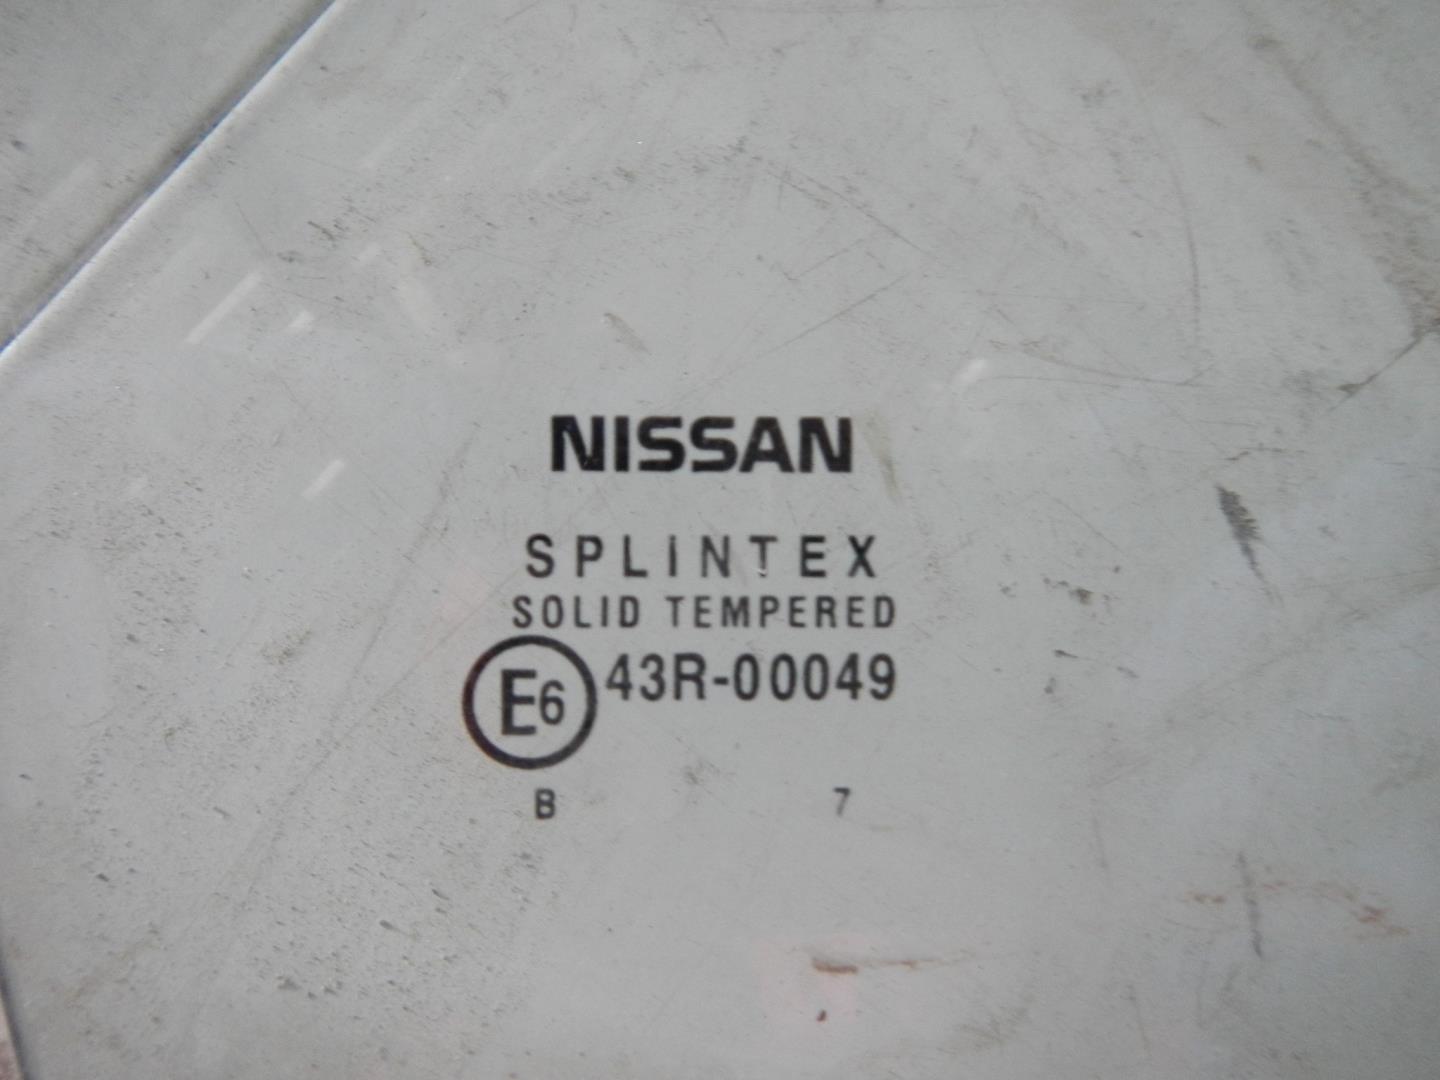 NISSAN
SPLINTEX
SOLID TEMPERED
E6 43R-00049
B 7